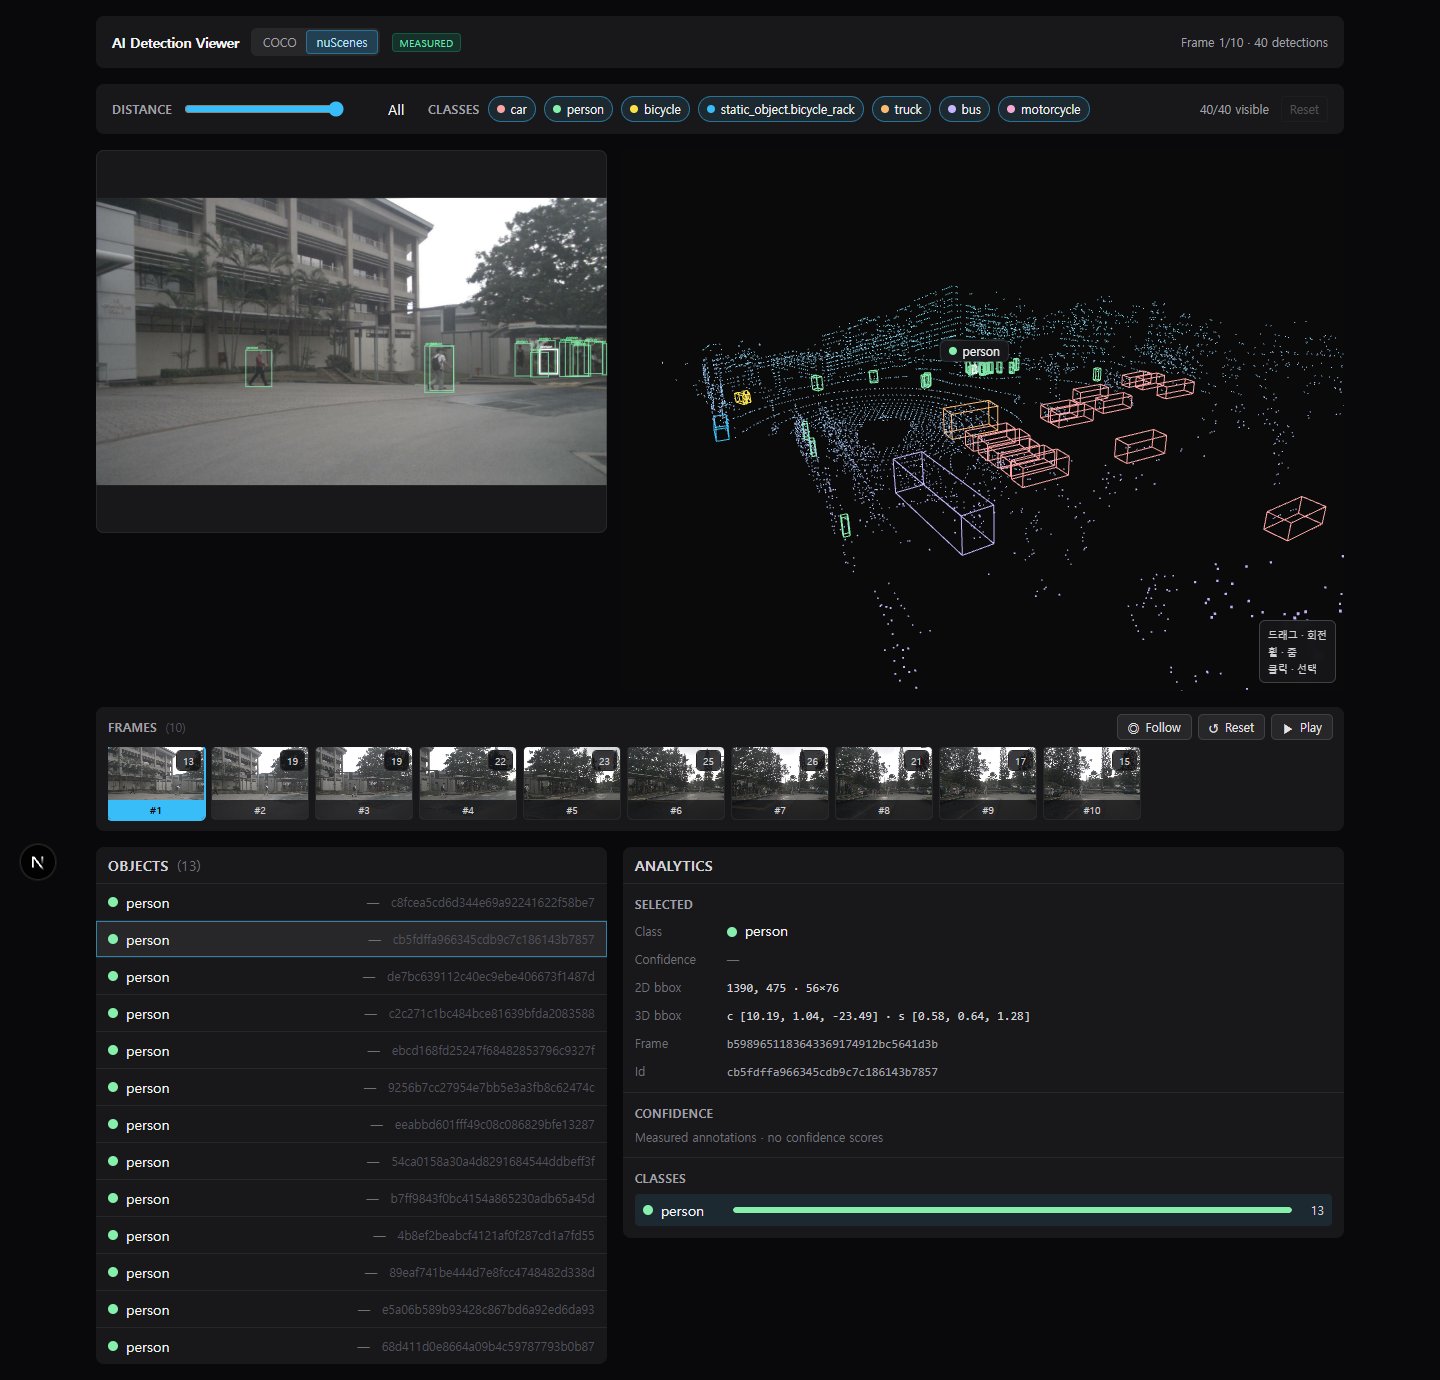 AI Detection Viewer COCO nuScenes MEASURED Frame 1/10 · 40 detections
DISTANCE All CLASSES car person bicycle static_object.bicycle_rack truck bus motorcycle 40/40 visible Reset
person
드래그 · 회전
휠 · 줌
클릭 · 선택
FRAMES (10) Follow Reset Play
13 19 19 22 23 25 26 21 17 15
#1 #2 #3 #4 #5 #6 #7 #8 #9 #10
N
OBJECTS (13)
person — c8fcea5cd6d344e69a92241622f58be7
person — cb5fdffa966345cdb9c7c186143b7857
person — de7bc639112c40ec9ebe406673f1487d
person — c2c271c1bc484bce81639bfda2083588
person — ebcd168fd25247f68482853796c9327f
person — 9256b7cc27954e7bb5e3a3fb8c62474c
person — eeabbd601fff49c08c086829bfe13287
person — 54ca0158a30a4d8291684544ddbeff3f
person — b7ff9843f0bc4154a865230adb65a45d
person — 4b8ef2beabcf4121af0f287cd1a7fd55
person — 89eaf741be444d7e8fcc4748482d338d
person — e5a06b589b93428c867bd6a92ed6da93
person — 68d411d0e8664a09b4c59787793b0b87
ANALYTICS
SELECTED
Class person
Confidence —
2D bbox 1390, 475 · 56×76
3D bbox c [10.19, 1.04, -23.49] · s [0.58, 0.64, 1.28]
Frame b5989651183643369174912bc5641d3b
Id cb5fdffa966345cdb9c7c186143b7857
CONFIDENCE
Measured annotations · no confidence scores
CLASSES
person 13